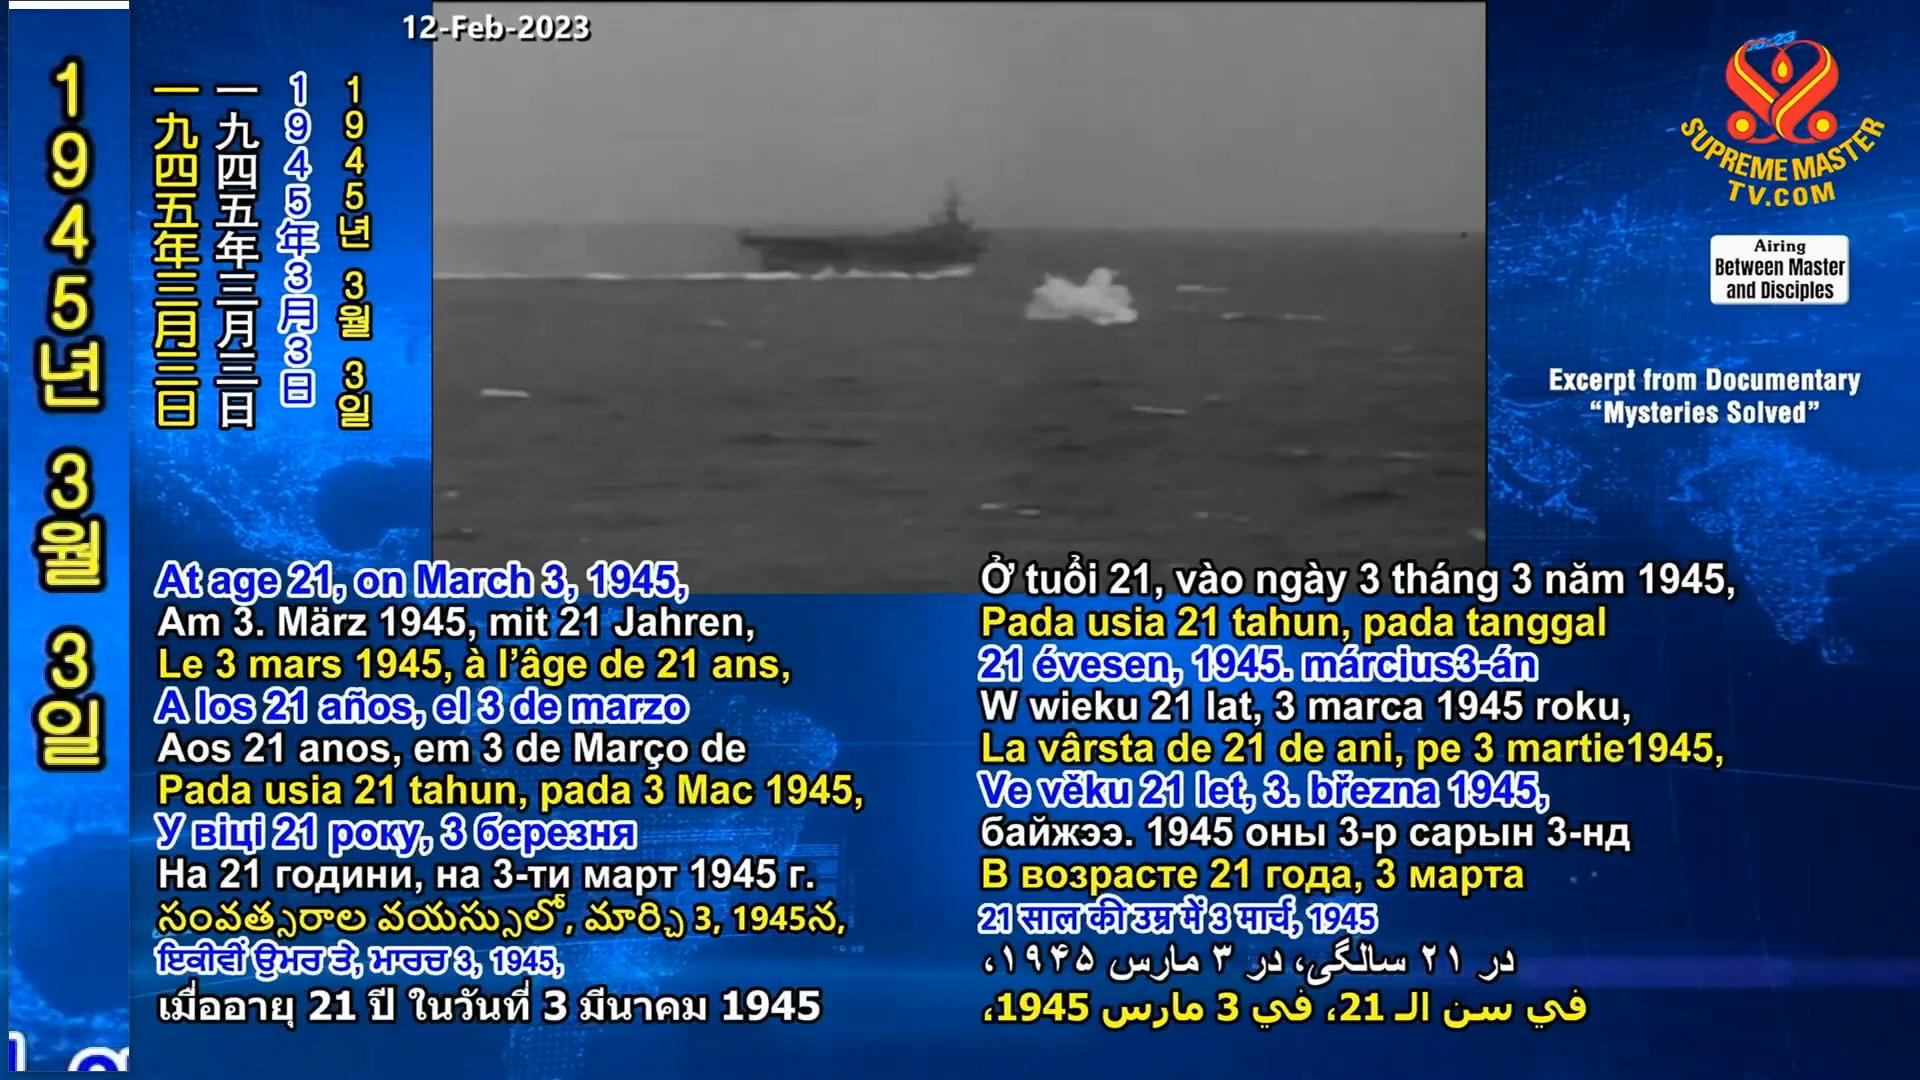 12-Feb-2023
1945년 3월 3일
一九四五年三月三日
一九四五年三月三日
1945年3月3日
1945년 3월 3일
06:23
SUPREME MASTER
TV.COM
Airing
Between Master
and Disciples
Excerpt from Documentary
“Mysteries Solved”
At age 21, on March 3, 1945,
Am 3. März 1945, mit 21 Jahren,
Le 3 mars 1945, à l’âge de 21 ans,
A los 21 años, el 3 de marzo
Aos 21 anos, em 3 de Março de
Pada usia 21 tahun, pada 3 Mac 1945,
У віці 21 року, 3 березня
На 21 години, на 3-ти март 1945 г.
సంవత్సరాల వయస్సులో, మార్చి 3, 1945న,
ਇਕੀਵੀਂ ਉਮਰ ਤੇ, ਮਾਰਚ 3, 1945,
เมื่ออายุ 21 ปี ในวันที่ 3 มีนาคม 1945
Ở tuổi 21, vào ngày 3 tháng 3 năm 1945,
Pada usia 21 tahun, pada tanggal
21 évesen, 1945. március3-án
W wieku 21 lat, 3 marca 1945 roku,
La vârsta de 21 de ani, pe 3 martie1945,
Ve věku 21 let, 3. března 1945,
байжээ. 1945 оны 3-р сарын 3-нд
В возрасте 21 года, 3 марта
21 साल की उम्र में 3 मार्च, 1945
در ۲۱ سالگی، در ۳ مارس ۱۹۴۵،
في سن الـ 21، في 3 مارس 1945،